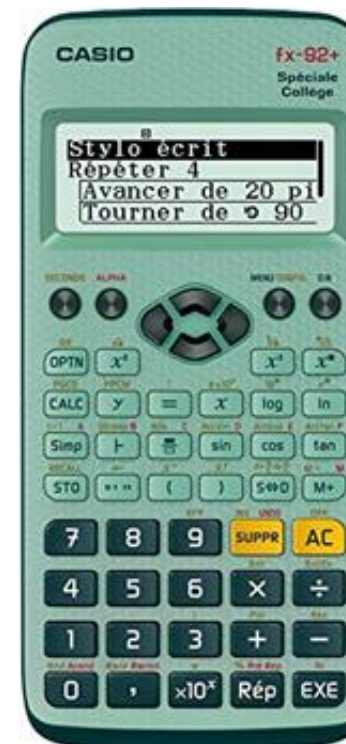 CASIO fx-92+
Spéciale
Collège
Stylo écrit
Répéter 4
Avancer de 20 pi
Tourner de ↺ 90
SECONDE ALPHA MENU CONFIG ON
OPTN
CALC y = x log ln
Simp sin cos tan
STO ( ) S⇔D M+
7 8 9 SUPPR AC
4 5 6 × ÷
1 2 3 + −
0 , ×10ˣ Rép EXE